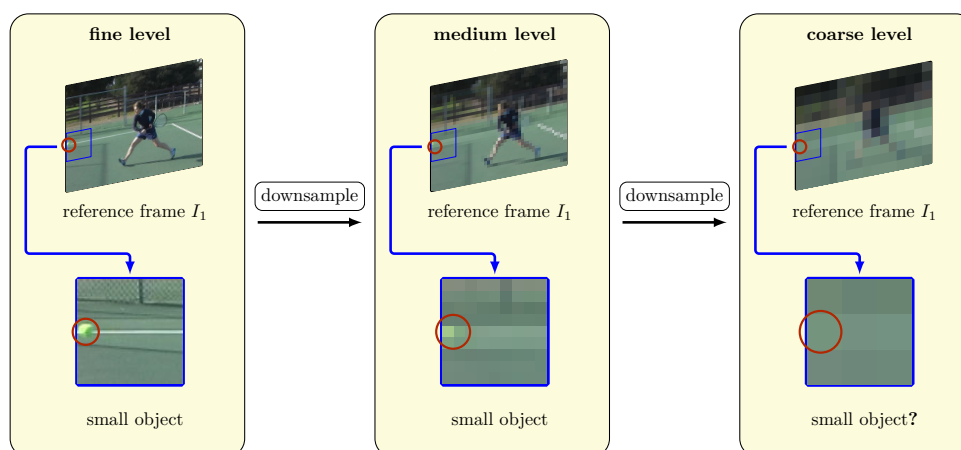 fine level
reference frame I₁
small object
downsample
medium level
reference frame I₁
small object
downsample
coarse level
reference frame I₁
small object?